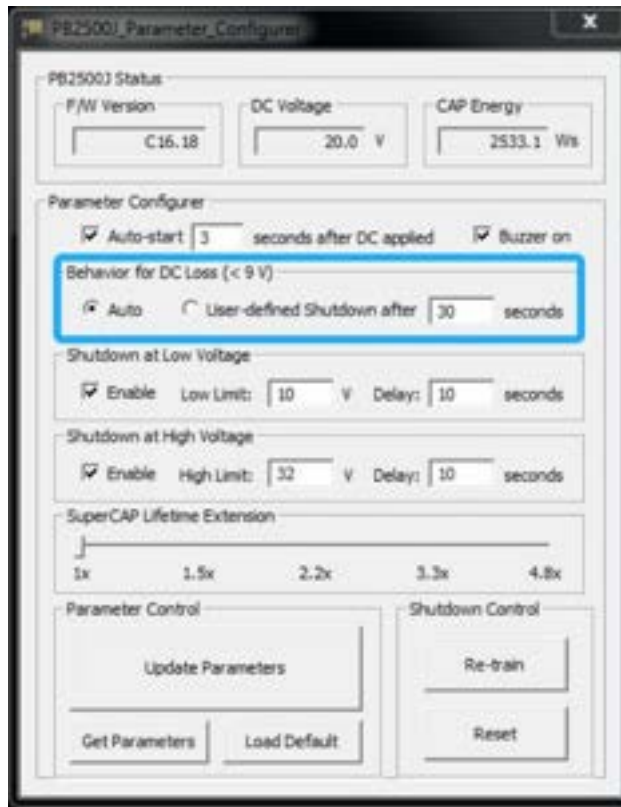 PB2500J_Parameter_Configurer
x
PB2500J Status
F/W Version DC Voltage CAP Energy
C16.18 20.0 V 2533.1 Ws
Parameter Configurer
Auto-start 3 seconds after DC applied Buzzer on
Behavior for DC Loss (< 9 V)
Auto User-defined Shutdown after 30 seconds
Shutdown at Low Voltage
Enable Low Limit: 10 V Delay: 10 seconds
Shutdown at High Voltage
Enable High Limit: 32 V Delay: 10 seconds
SuperCAP Lifetime Extension
1x 1.5x 2.2x 3.3x 4.8x
Parameter Control Shutdown Control
Update Parameters Re-train
Get Parameters Load Default Reset